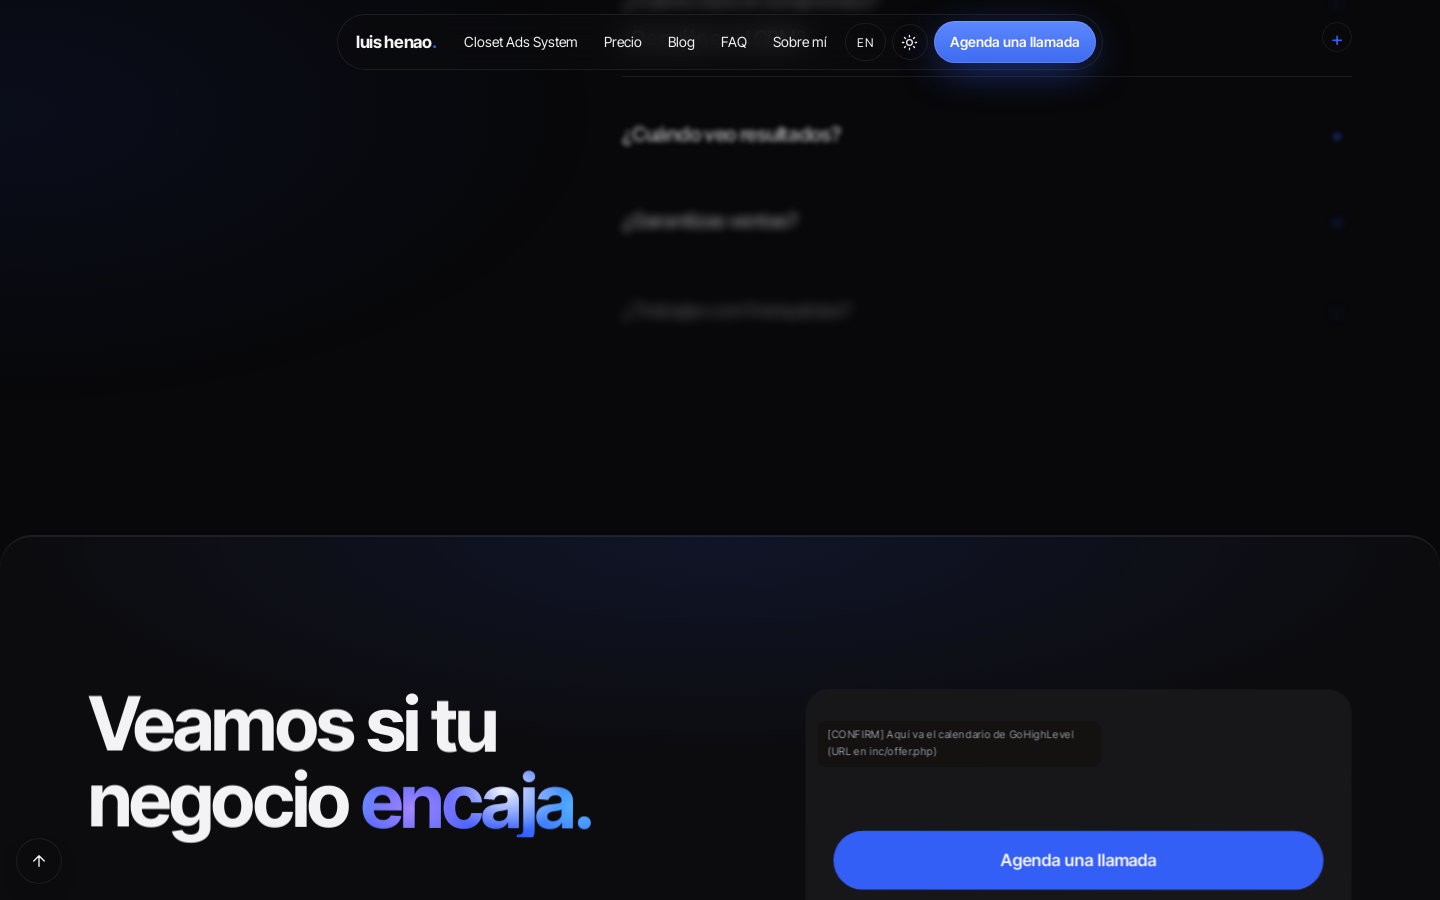 luis henao.
Closet Ads System
Precio
Blog
FAQ
Sobre mí
EN
Agenda una llamada
¿Cuándo veo resultados?
¿Garantizas ventas?
Veamos si tu
negocio encaja.
[CONFIRM] Aquí va el calendario de GoHighLevel
(URL en inc/offer.php)
Agenda una llamada